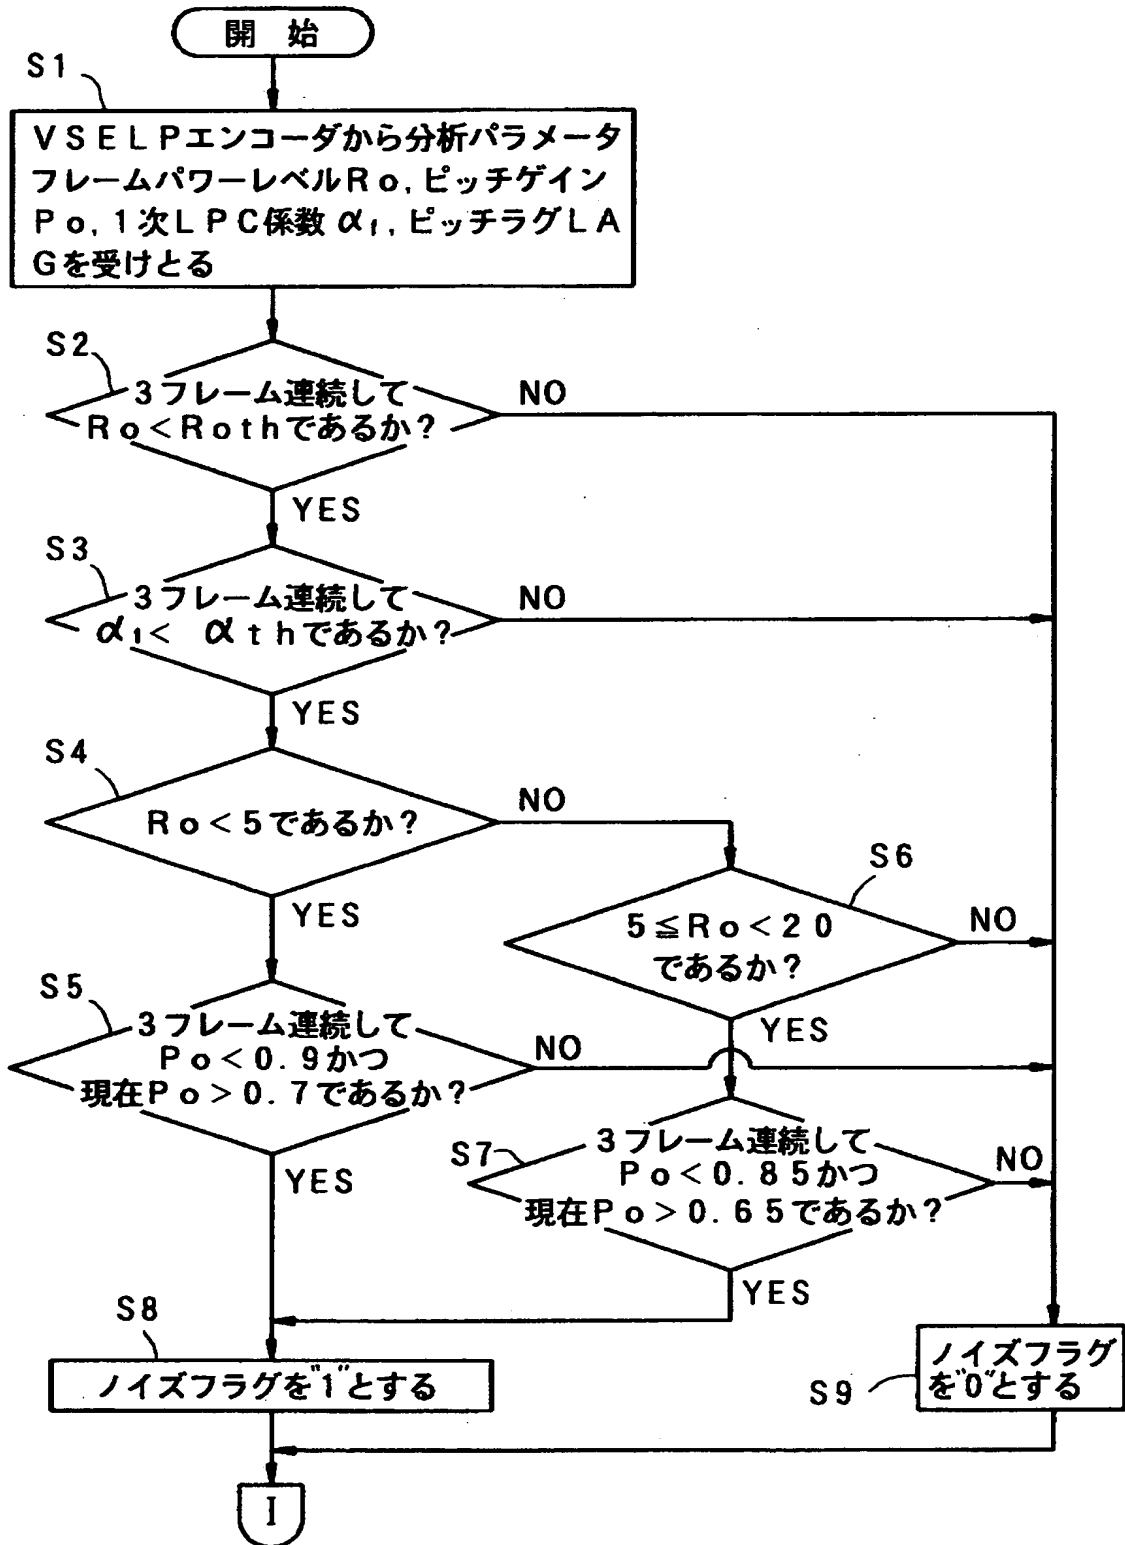 開 始
S1
VSELPエンコーダから分析パラメータ
フレームパワーレベルRo,ピッチゲイン
Po,1次LPC係数 α₁,ピッチラグLA
Gを受けとる
S2
3フレーム連続して
Ro<Rothであるか?
NO
YES
S3
3フレーム連続して
α₁< αthであるか?
NO
YES
S4
Ro<5であるか?
NO
YES
S6
5≦Ro<20
であるか?
NO
YES
S5
3フレーム連続して
Po<0.9かつ
現在Po>0.7であるか?
NO
YES
S7
3フレーム連続して
Po<0.85かつ
現在Po>0.65であるか?
NO
YES
S8
ノイズフラグを"1"とする
S9
ノイズフラグ
を"0"とする
I